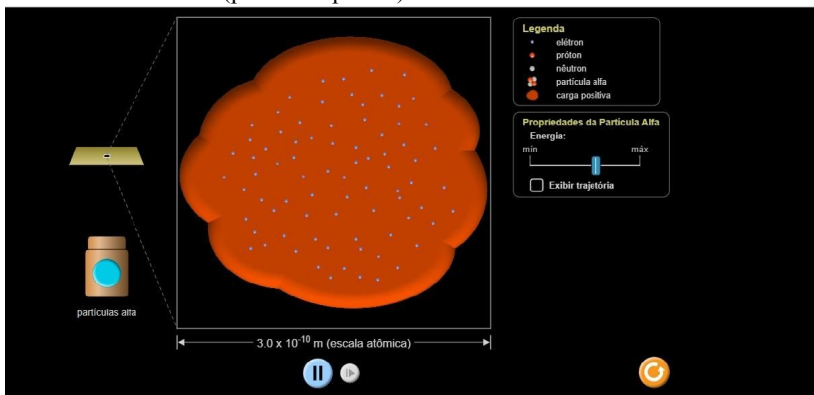 Legenda
elétron
próton
nêutron
partícula alfa
carga positiva
Propriedades da Partícula Alfa
Energia:
mín máx
Exibir trajetória
partículas alfa
3.0 x 10⁻¹⁰ m (escala atômica)